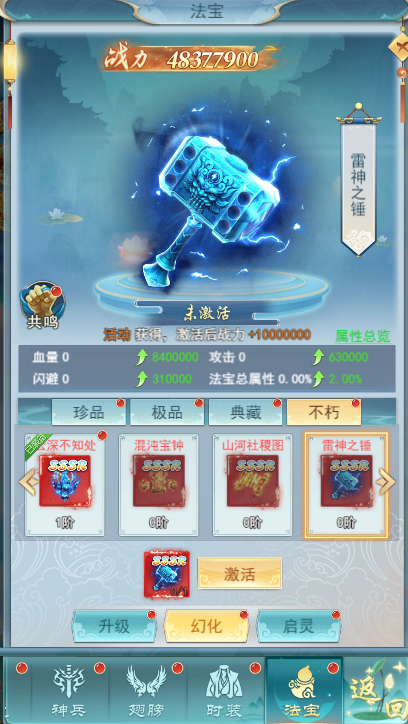 法宝
战力 48377900
雷神之锤
共鸣
未激活
活动 获得，激活后战力 +10000000
属性总览
血量 0 8400000 攻击 0 630000
闪避 0 310000 法宝总属性 0.00% 2.00%
珍品 极品 典藏 不朽
深不知处 混沌宝钟 山河社稷图 雷神之锤
SSSR SSSR SSSR SSSR
1阶 0阶 0阶 0阶
SSSR
激活
升级 幻化 启灵
神兵 翅膀 时装 法宝 返回